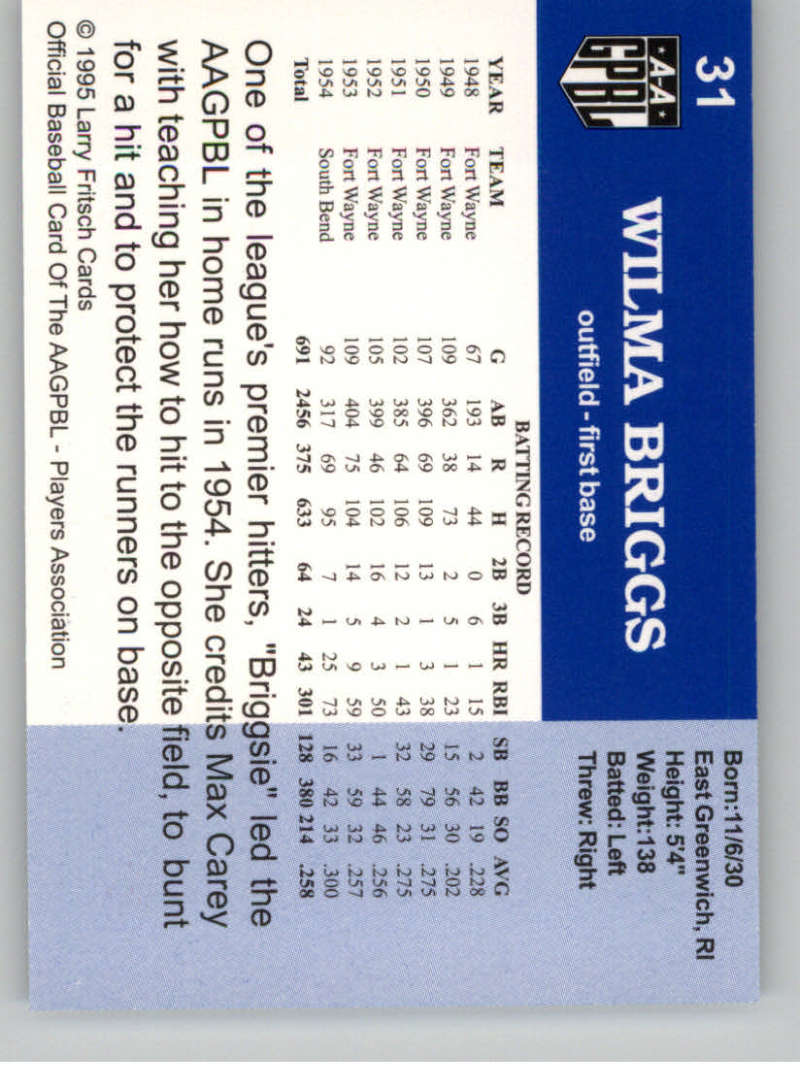 31
A-A
GPBL
WILMA BRIGGS
outfield - first base
Born:11/6/30
East Greenwich, RI
Height: 5'4"
Weight:138
Batted: Left
Threw: Right
BATTING RECORD
YEAR TEAM G AB R H 2B 3B HR RBI SB BB SO AVG
1948 Fort Wayne 67 193 14 44 0 6 1 15 2 42 19 .228
1949 Fort Wayne 109 362 38 73 2 5 1 23 15 56 30 .202
1950 Fort Wayne 107 396 69 109 13 1 3 38 29 79 31 .275
1951 Fort Wayne 102 385 64 106 12 2 1 43 32 58 23 .275
1952 Fort Wayne 105 399 46 102 16 4 3 50 1 44 46 .256
1953 Fort Wayne 109 404 75 104 14 5 9 59 33 59 32 .257
1954 South Bend 92 317 69 95 7 1 25 73 16 42 33 .300
Total 691 2456 375 633 64 24 43 301 128 380 214 .258
One of the league's premier hitters, "Briggsie" led the
AAGPBL in home runs in 1954. She credits Max Carey
with teaching her how to hit to the opposite field, to bunt
for a hit and to protect the runners on base.
© 1995 Larry Fritsch Cards
Official Baseball Card Of The AAGPBL - Players Association